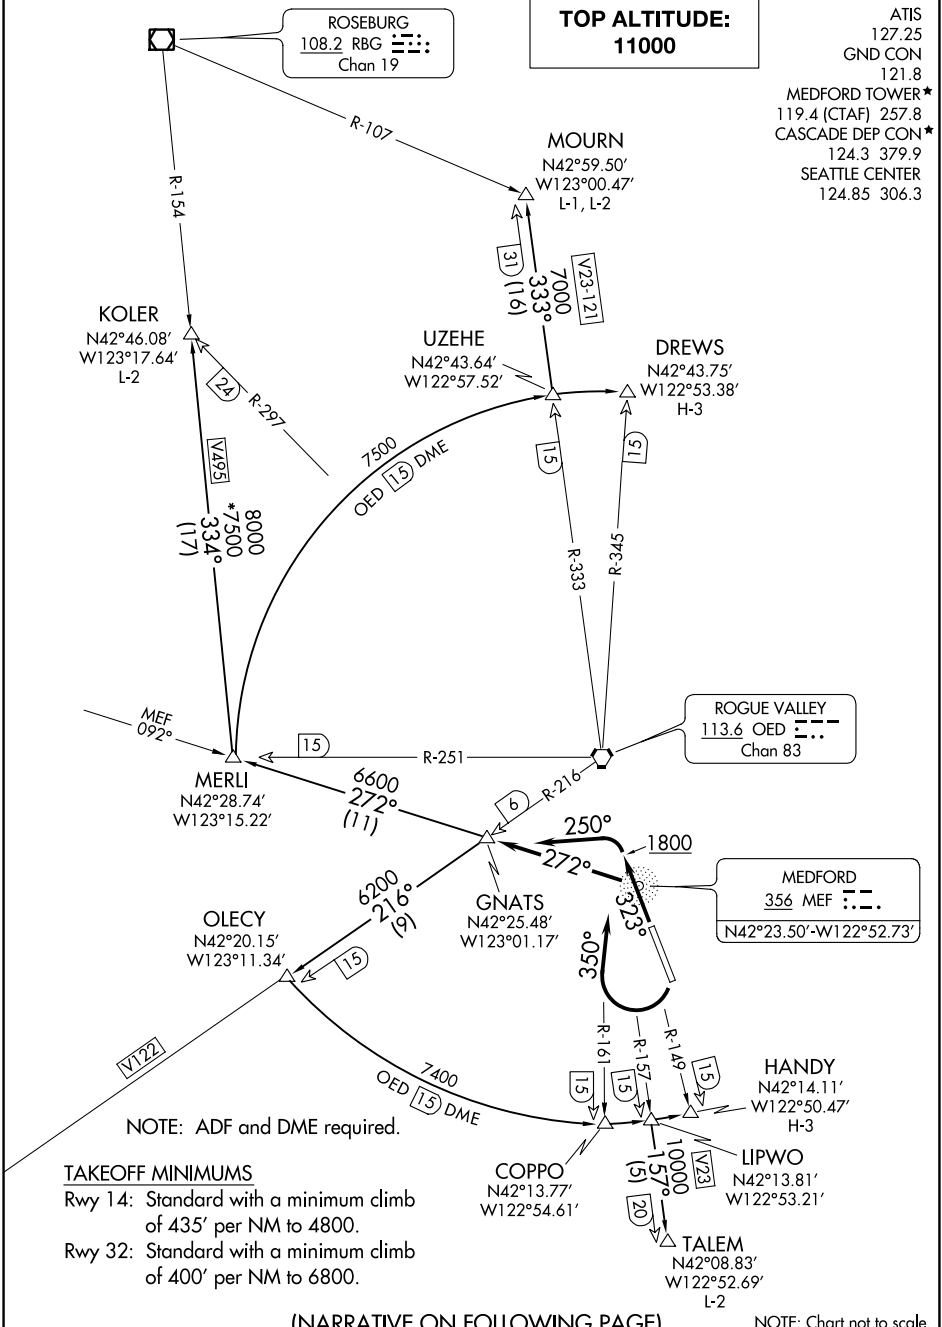 ROSEBURG
108.2 RBG
Chan 19
TOP ALTITUDE:
11000
ATIS
127.25
GND CON
121.8
MEDFORD TOWER★
119.4 (CTAF) 257.8
CASCADE DEP CON★
124.3 379.9
SEATTLE CENTER
124.85 306.3
R-107
R-154
MOURN
N42°59.50′
W123°00.47′
L-1, L-2
31
(16)
333°
7000
V23-121
KOLER
N42°46.08′
W123°17.64′
L-2
24
R-297
UZEHE
N42°43.64′
W122°57.52′
DREWS
N42°43.75′
W122°53.38′
H-3
V495
8000
*7500
334°
(17)
7500
OED 15 DME
15
15
R-333
R-345
MEF
092°
15
R-251
ROGUE VALLEY
113.6 OED
Chan 83
MERLI
N42°28.74′
W123°15.22′
6600
272°
(11)
6
R-216
250°
1800
272°
323°
350°
MEDFORD
356 MEF
N42°23.50′-W122°52.73′
GNATS
N42°25.48′
W123°01.17′
6200
216°
(9)
OLECY
N42°20.15′
W123°11.34′
15
V122
7400
OED 15 DME
R-161
R-157
R-149
15
15
15
HANDY
N42°14.11′
W122°50.47′
H-3
NOTE: ADF and DME required.
COPPO
N42°13.77′
W122°54.61′
LIPWO
N42°13.81′
W122°53.21′
10000
157°
(5)
V23
20
TALEM
N42°08.83′
W122°52.69′
L-2
TAKEOFF MINIMUMS
Rwy 14: Standard with a minimum climb
of 435′ per NM to 4800.
Rwy 32: Standard with a minimum climb
of 400′ per NM to 6800.
(NARRATIVE ON FOLLOWING PAGE)
NOTE: Chart not to scale